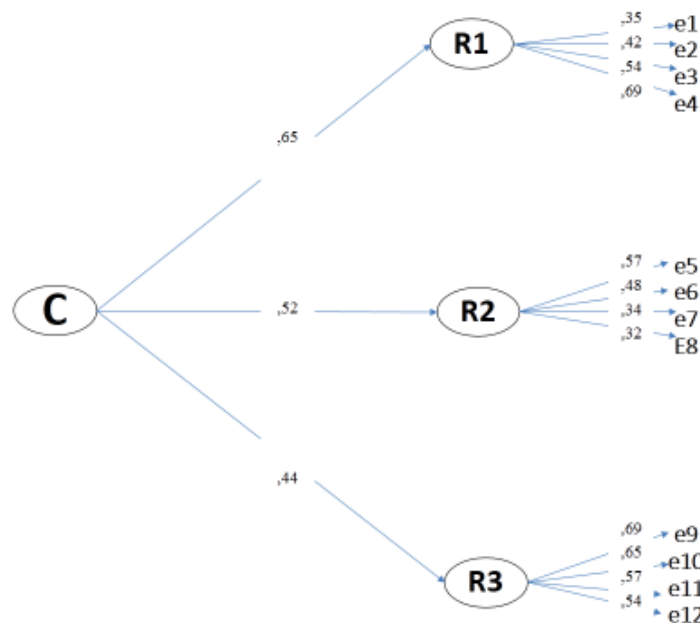 ,35 e1
R1 ,42 e2
,54 e3
,69 e4
,65
,57 e5
,48 e6
C ,52 R2 ,34 e7
,32 E8
,44
,69 e9
,65 e10
R3 ,57 e11
,54 e12